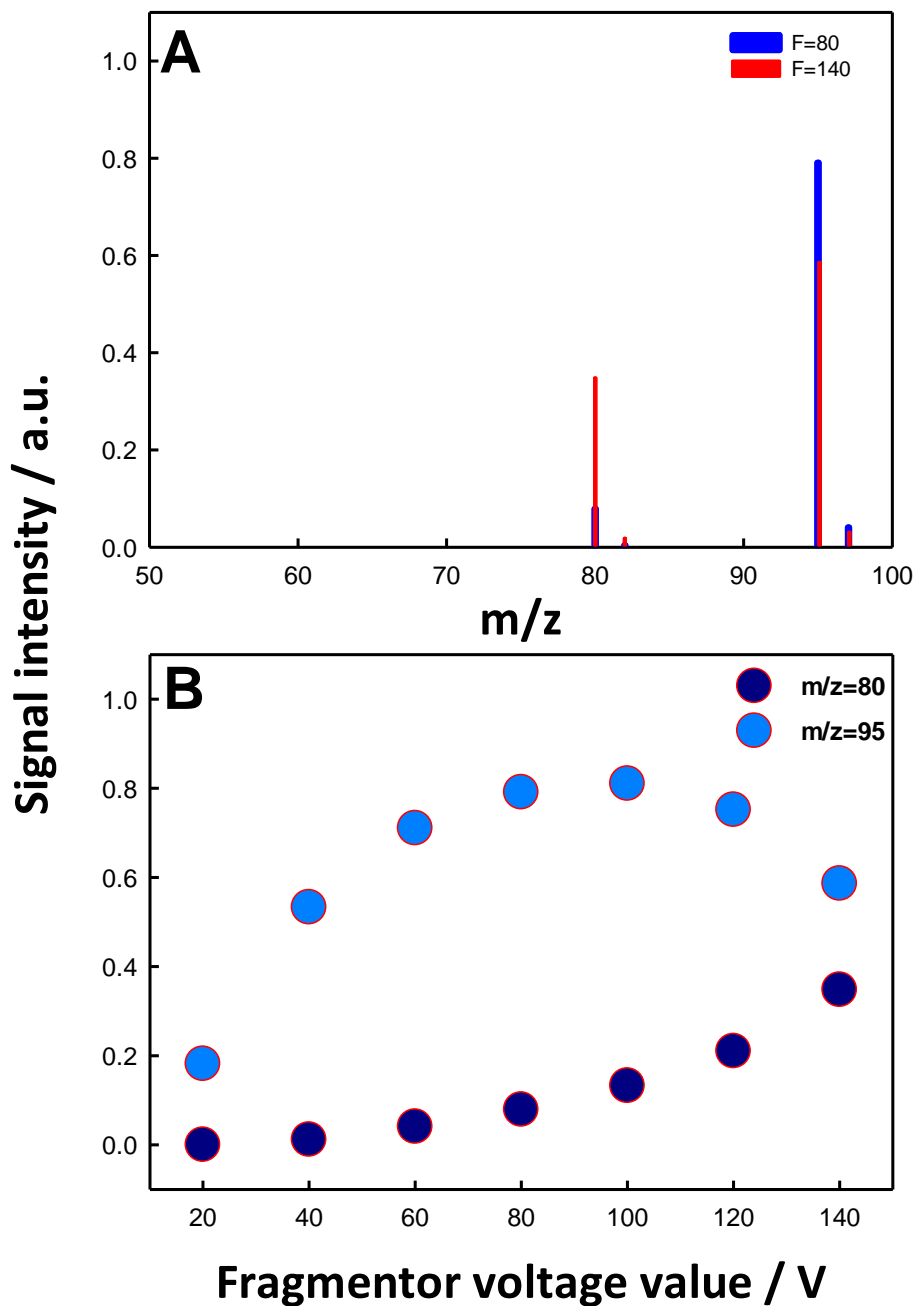 A
F=80
F=140
1.0
0.8
0.6
0.4
0.2
0.0
50 60 70 80 90 100
m/z
Signal intensity / a.u.
B
m/z=80
m/z=95
1.0
0.8
0.6
0.4
0.2
0.0
20 40 60 80 100 120 140
Fragmentor voltage value / V